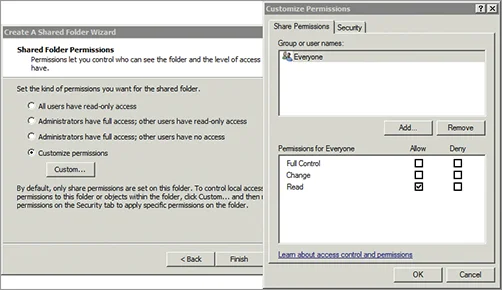 Create A Shared Folder Wizard
Shared Folder Permissions
Permissions let you control who can see the folder and the level of access
have.
Set the kind of permissions you want for the shared folder.
All users have read-only access
Administrators have full access; other users have read-only access
Administrators have full access; other users have no access
Customize permissions
Custom...
By default, only share permissions are set on this folder. To control local access
permissions to this folder or objects within the folder, click Custom... and then
permissions on the Security tab to apply specific permissions on the folder.
< Back
Finish
Customize Permissions
Share Permissions
Security
Group or user names:
Everyone
Add...
Remove
Permissions for Everyone
Allow
Deny
Full Control
Change
Read
Learn about access control and permissions
OK
Cancel